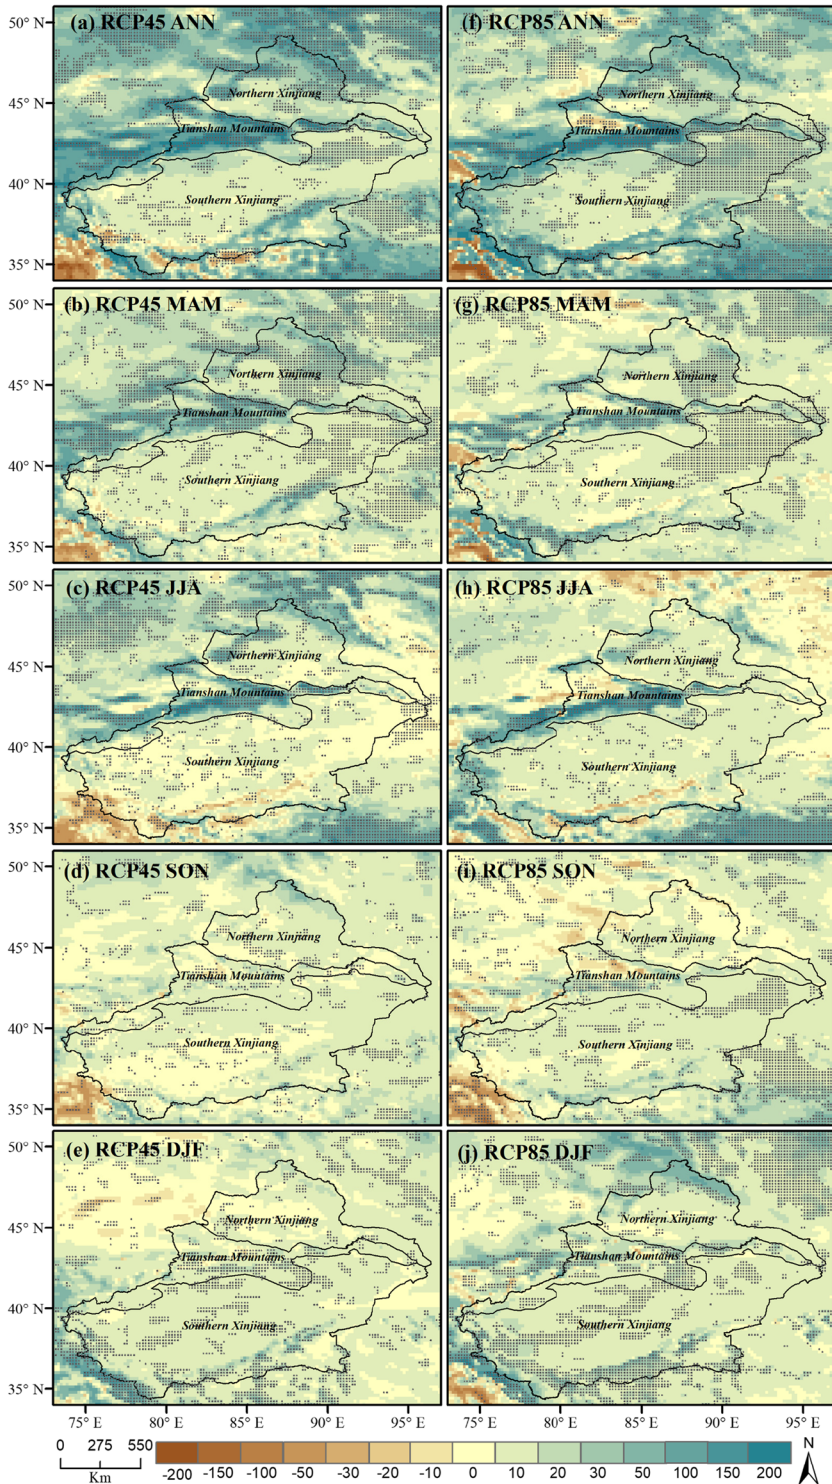 50° N
(a) RCP45 ANN
(f) RCP85 ANN
Northern Xinjiang
Northern Xinjiang
45° N
Tianshan Mountains
Tianshan Mountains
40° N
Southern Xinjiang
Southern Xinjiang
35° N
50° N
(b) RCP45 MAM
(g) RCP85 MAM
Northern Xinjiang
Northern Xinjiang
45° N
Tianshan Mountains
Tianshan Mountains
40° N
Southern Xinjiang
Southern Xinjiang
35° N
50° N
(c) RCP45 JJA
(h) RCP85 JJA
Northern Xinjiang
Northern Xinjiang
45° N
Tianshan Mountains
Tianshan Mountains
40° N
Southern Xinjiang
Southern Xinjiang
35° N
50° N
(d) RCP45 SON
(i) RCP85 SON
Northern Xinjiang
Northern Xinjiang
45° N
Tianshan Mountains
Tianshan Mountains
40° N
Southern Xinjiang
Southern Xinjiang
35° N
50° N
(e) RCP45 DJF
(j) RCP85 DJF
Northern Xinjiang
Northern Xinjiang
45° N
Tianshan Mountains
Tianshan Mountains
40° N
Southern Xinjiang
Southern Xinjiang
35° N
75° E 80° E 85° E 90° E 95° E 75° E 80° E 85° E 90° E 95° E
0 275 550
Km
-200 -150 -100 -50 -30 -20 -10 0 10 20 30 50 100 150 200
N